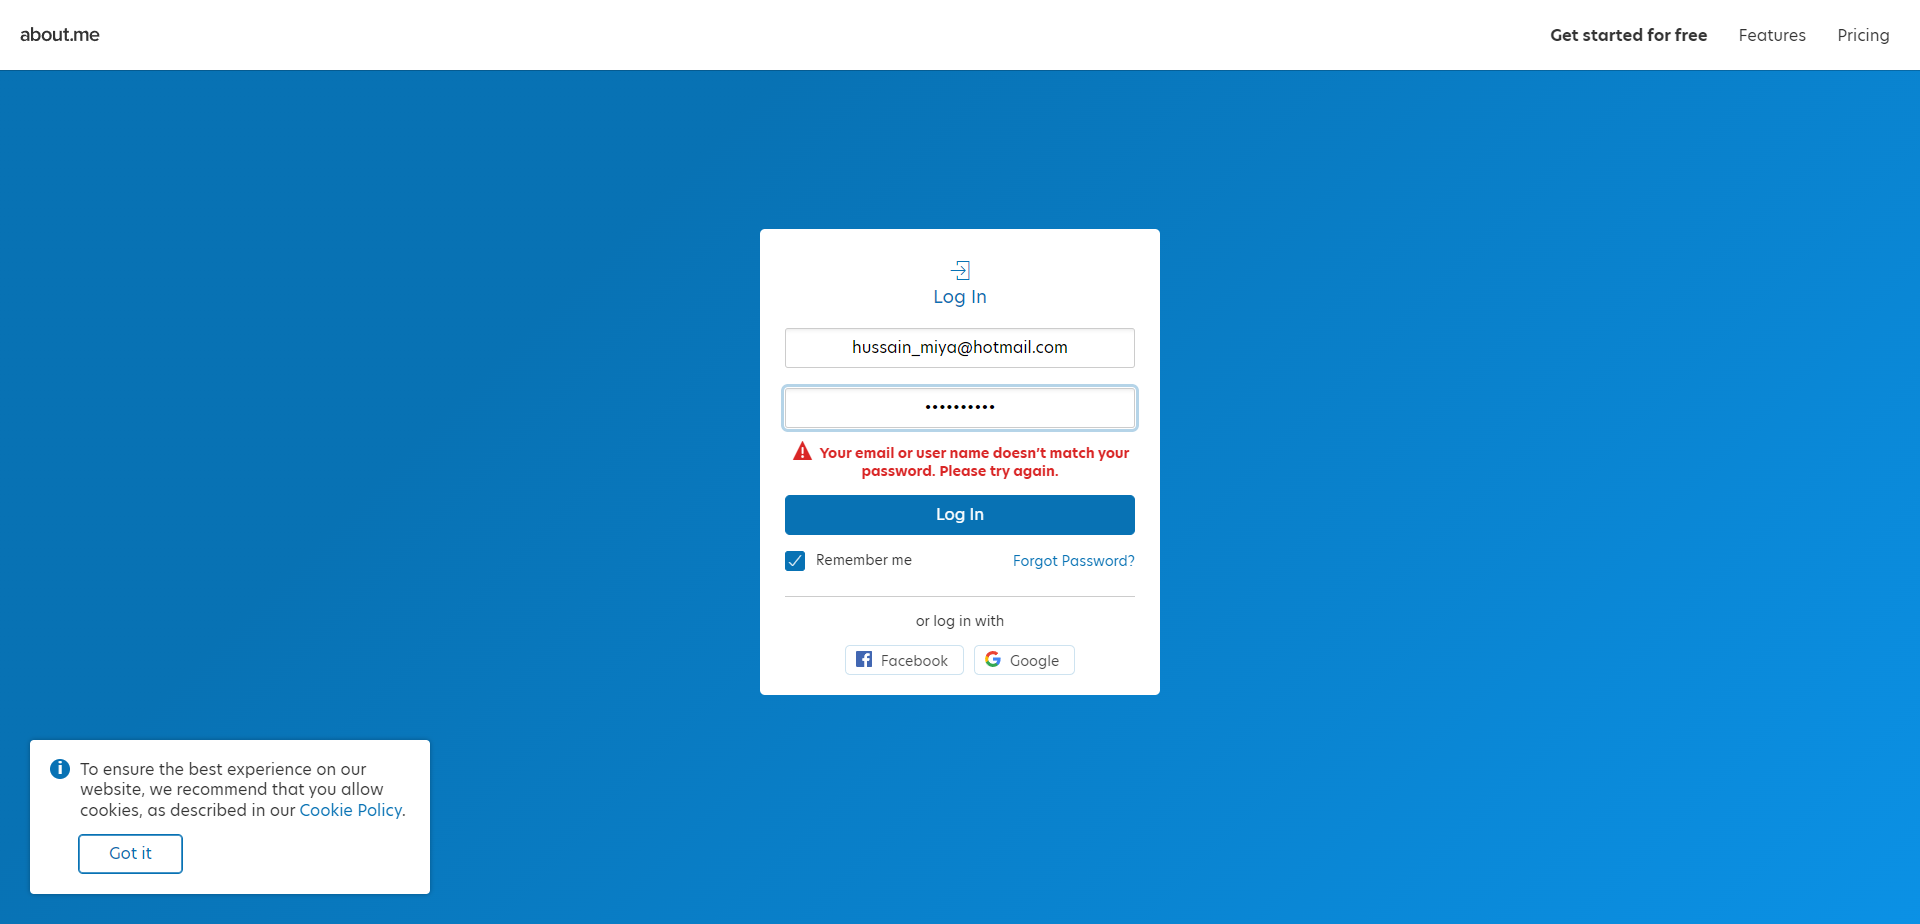 about.me
Get started for free
Features
Pricing
Log In
hussain_miya@hotmail.com
••••••••••
Your email or user name doesn’t match your
password. Please try again.
Log In
Remember me
Forgot Password?
or log in with
Facebook
Google
To ensure the best experience on our
website, we recommend that you allow
cookies, as described in our Cookie Policy.
Got it